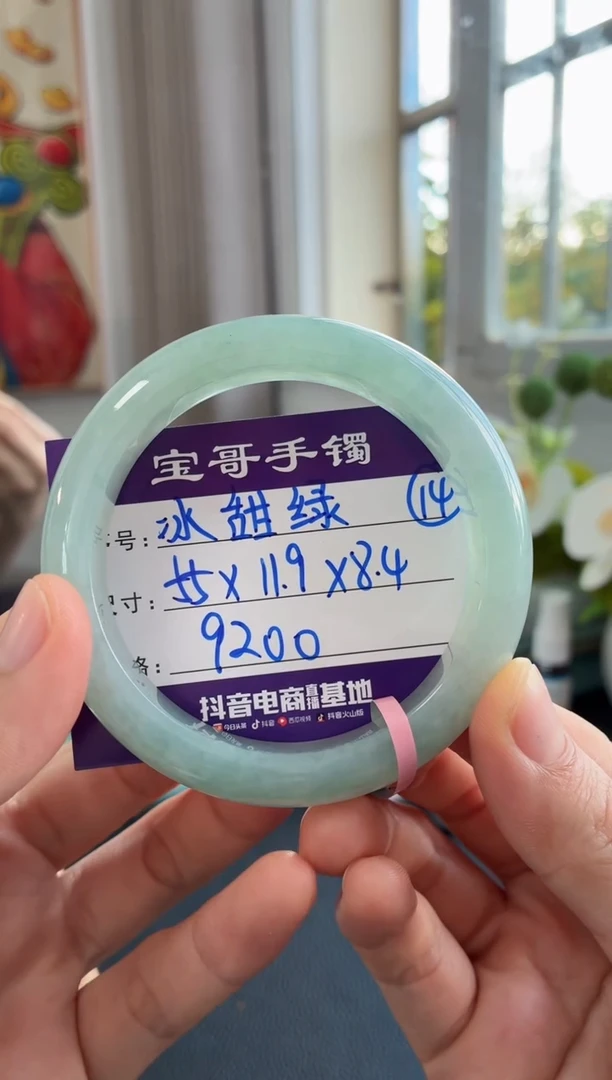 宝哥手镯
号：冰甜绿 14
尺寸：55X11.9X8.4
格：9200
抖音电商直播基地
今日头条 抖音 西瓜视频 抖音火山版